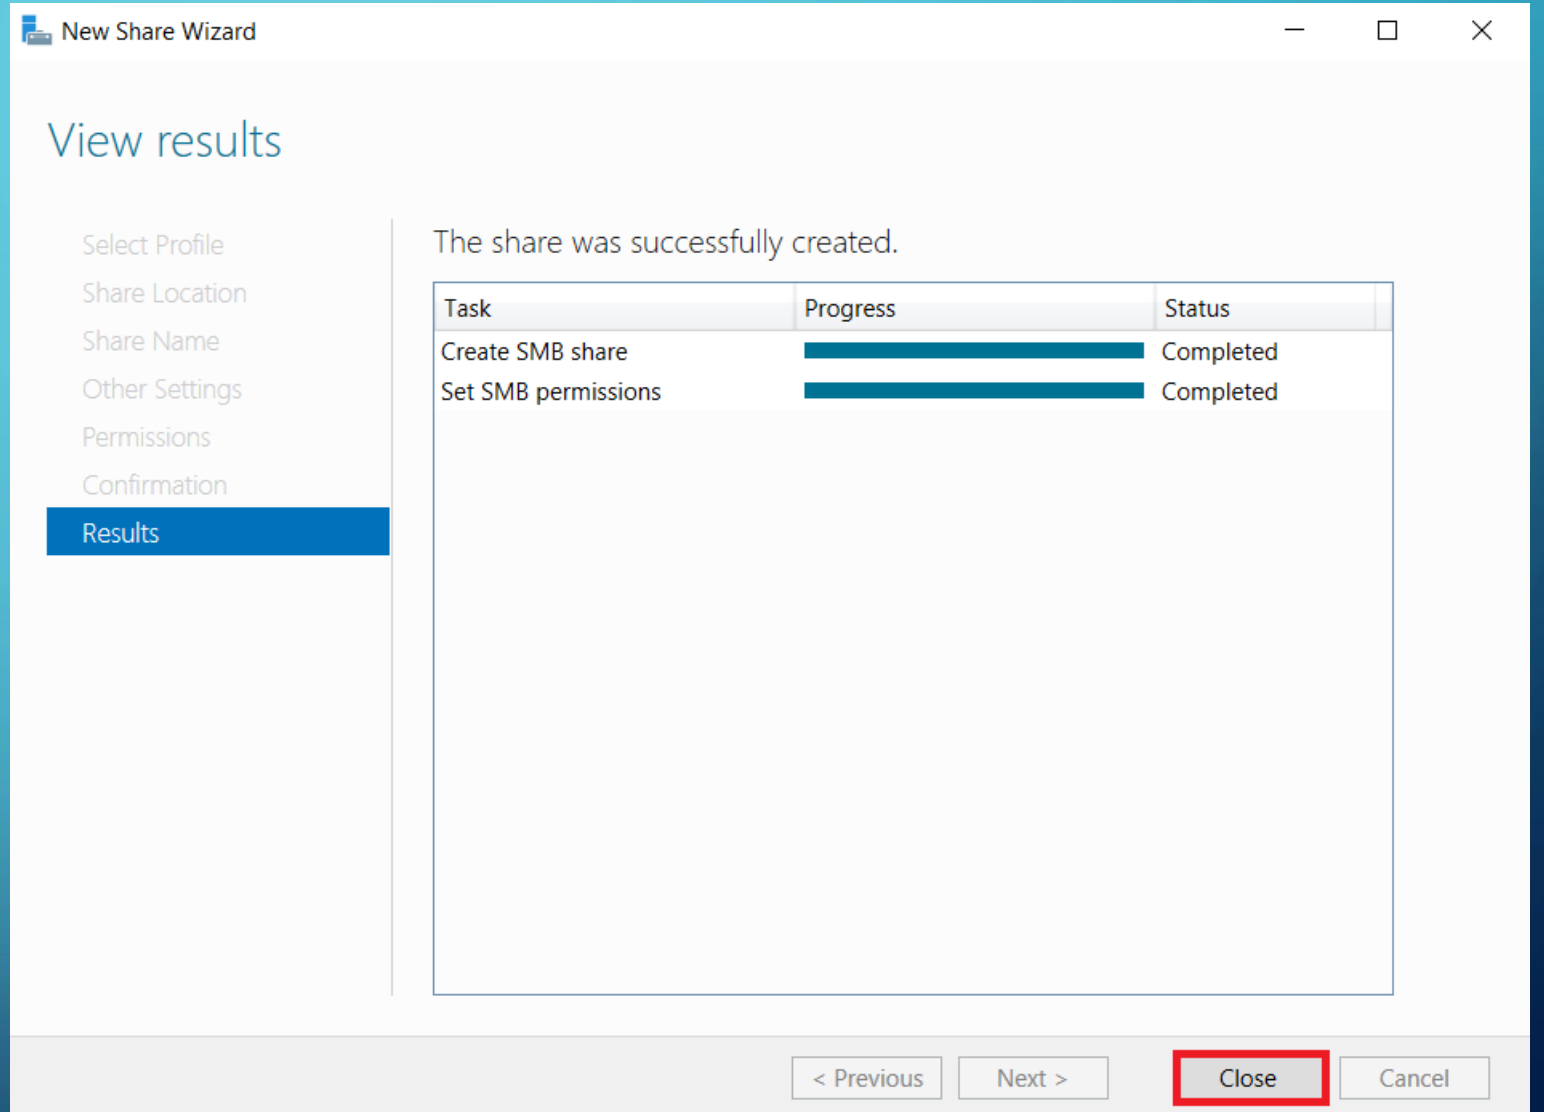 New Share Wizard
View results
Select Profile
Share Location
Share Name
Other Settings
Permissions
Confirmation
Results
The share was successfully created.
Task Progress Status
Create SMB share Completed
Set SMB permissions Completed
< Previous Next > Close Cancel